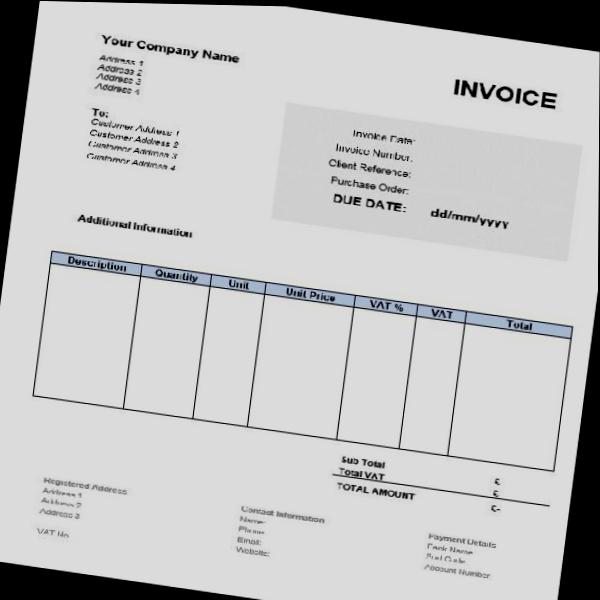 Your Company Name
Address 1
Address 2
Address 3
Address 4
INVOICE
To:
Customer Address 1
Customer Address 2
Customer Address 3
Customer Address 4
Invoice Date:
Invoice Number:
Client Reference:
Purchase Order:
DUE DATE: dd/mm/yyyy
Additional Information
Description Quantity Unit Unit Price VAT % VAT Total
Sub Total £
Total VAT £
TOTAL AMOUNT £-
Registered Address
Address 1
Address 2
Address 3
VAT No
Contact Information
Name:
Phone:
Email:
Website:
Payment Details
Bank Name
Sort Code
Account Number